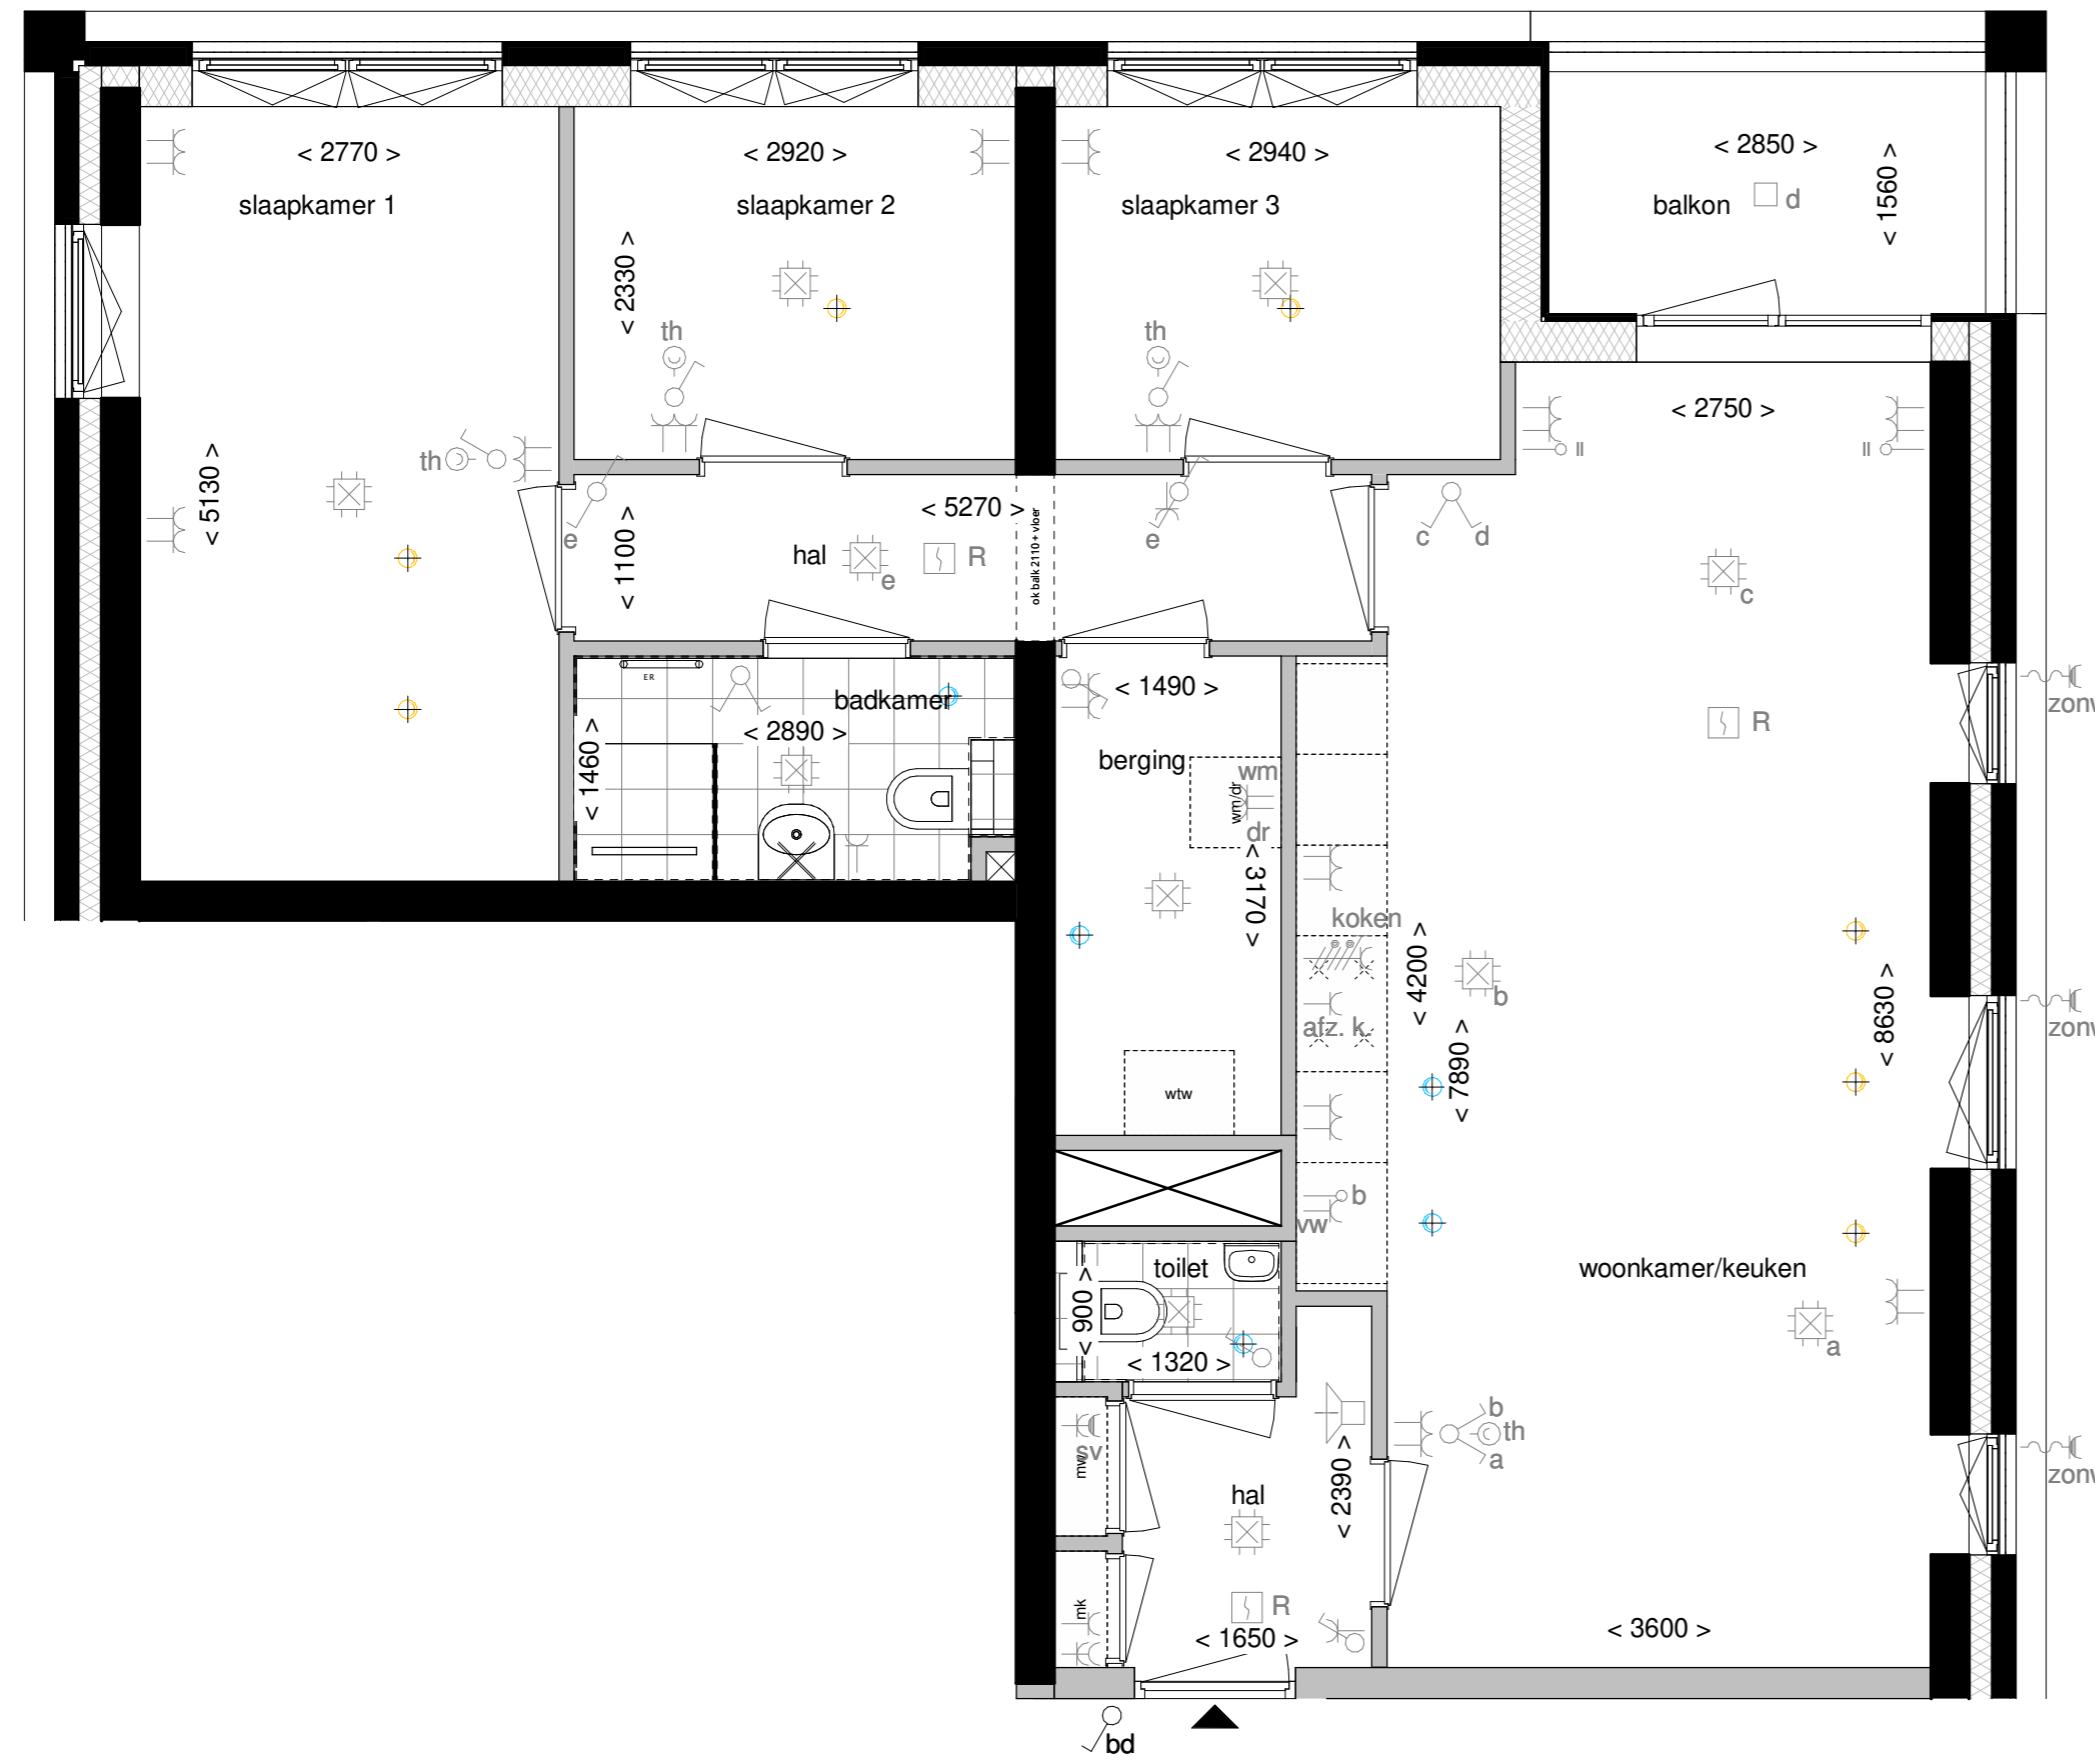 < 2770 >
< 2920 >
< 2940 >
< 2850 >
< 1560 >
slaapkamer 1
slaapkamer 2
slaapkamer 3
balkon
d
< 2330 >
th
th
< 2750 >
th
< 5130 >
ll
ll
< 5270 >
ok balk 2110+ vloer
< 1100 >
e
hal
e
R
e
c
d
c
ER
badkamer
< 2890 >
< 1460 >
< 1490 >
berging
wm
wm/dr
dr
< 3170 >
R
koken
< 4200 >
b
afz. k.
< 7890 >
< 8630 >
wtw
b
vw
toilet
< 900 >
< 1320 >
woonkamer/keuken
a
sv
mw
b
th
a
< 2390 >
hal
mk
R
< 1650 >
< 3600 >
bd